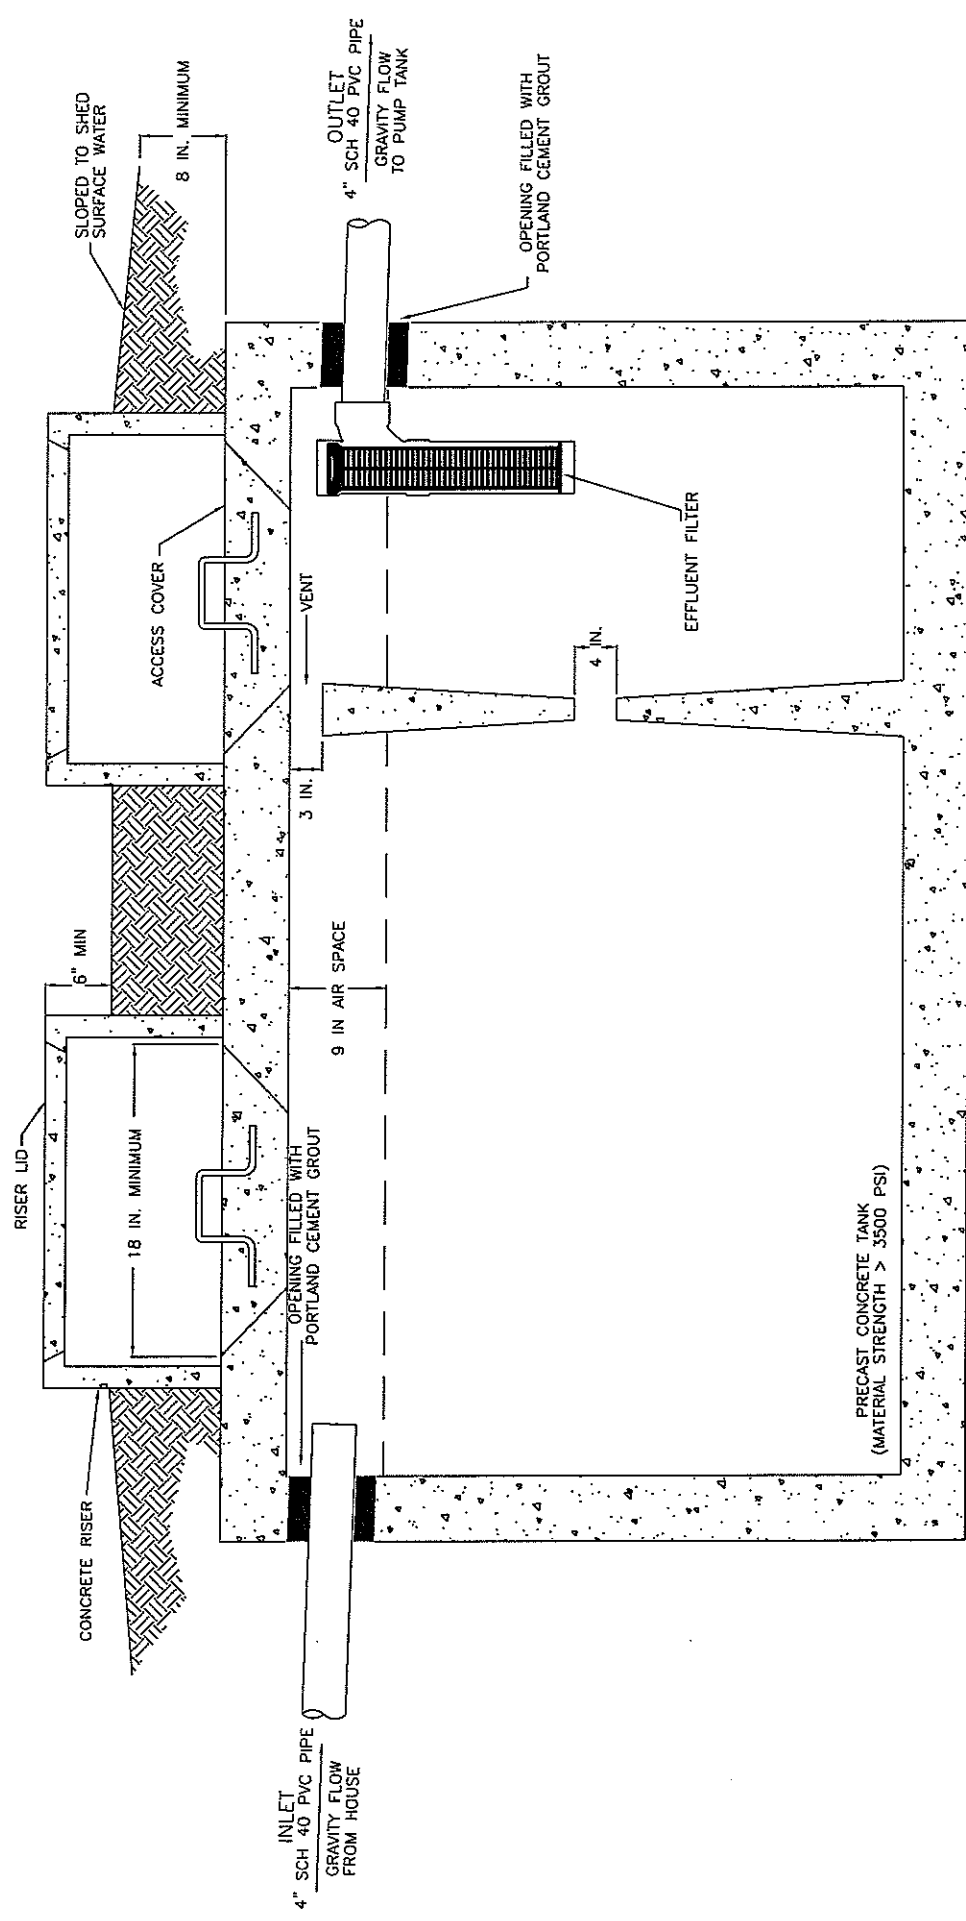 RISER LID
6" MIN
SLOPED TO SHED
SURFACE WATER
8 IN. MINIMUM
CONCRETE RISER
18 IN. MINIMUM
ACCESS COVER
INLET
4" SCH 40 PVC PIPE
GRAVITY FLOW
FROM HOUSE
OPENING FILLED WITH
PORTLAND CEMENT GROUT
9 IN AIR SPACE
3 IN.
VENT
OUTLET
4" SCH 40 PVC PIPE
GRAVITY FLOW
TO PUMP TANK
OPENING FILLED WITH
PORTLAND CEMENT GROUT
4 IN.
EFFLUENT FILTER
PRECAST CONCRETE TANK
(MATERIAL STRENGTH > 3500 PSI)